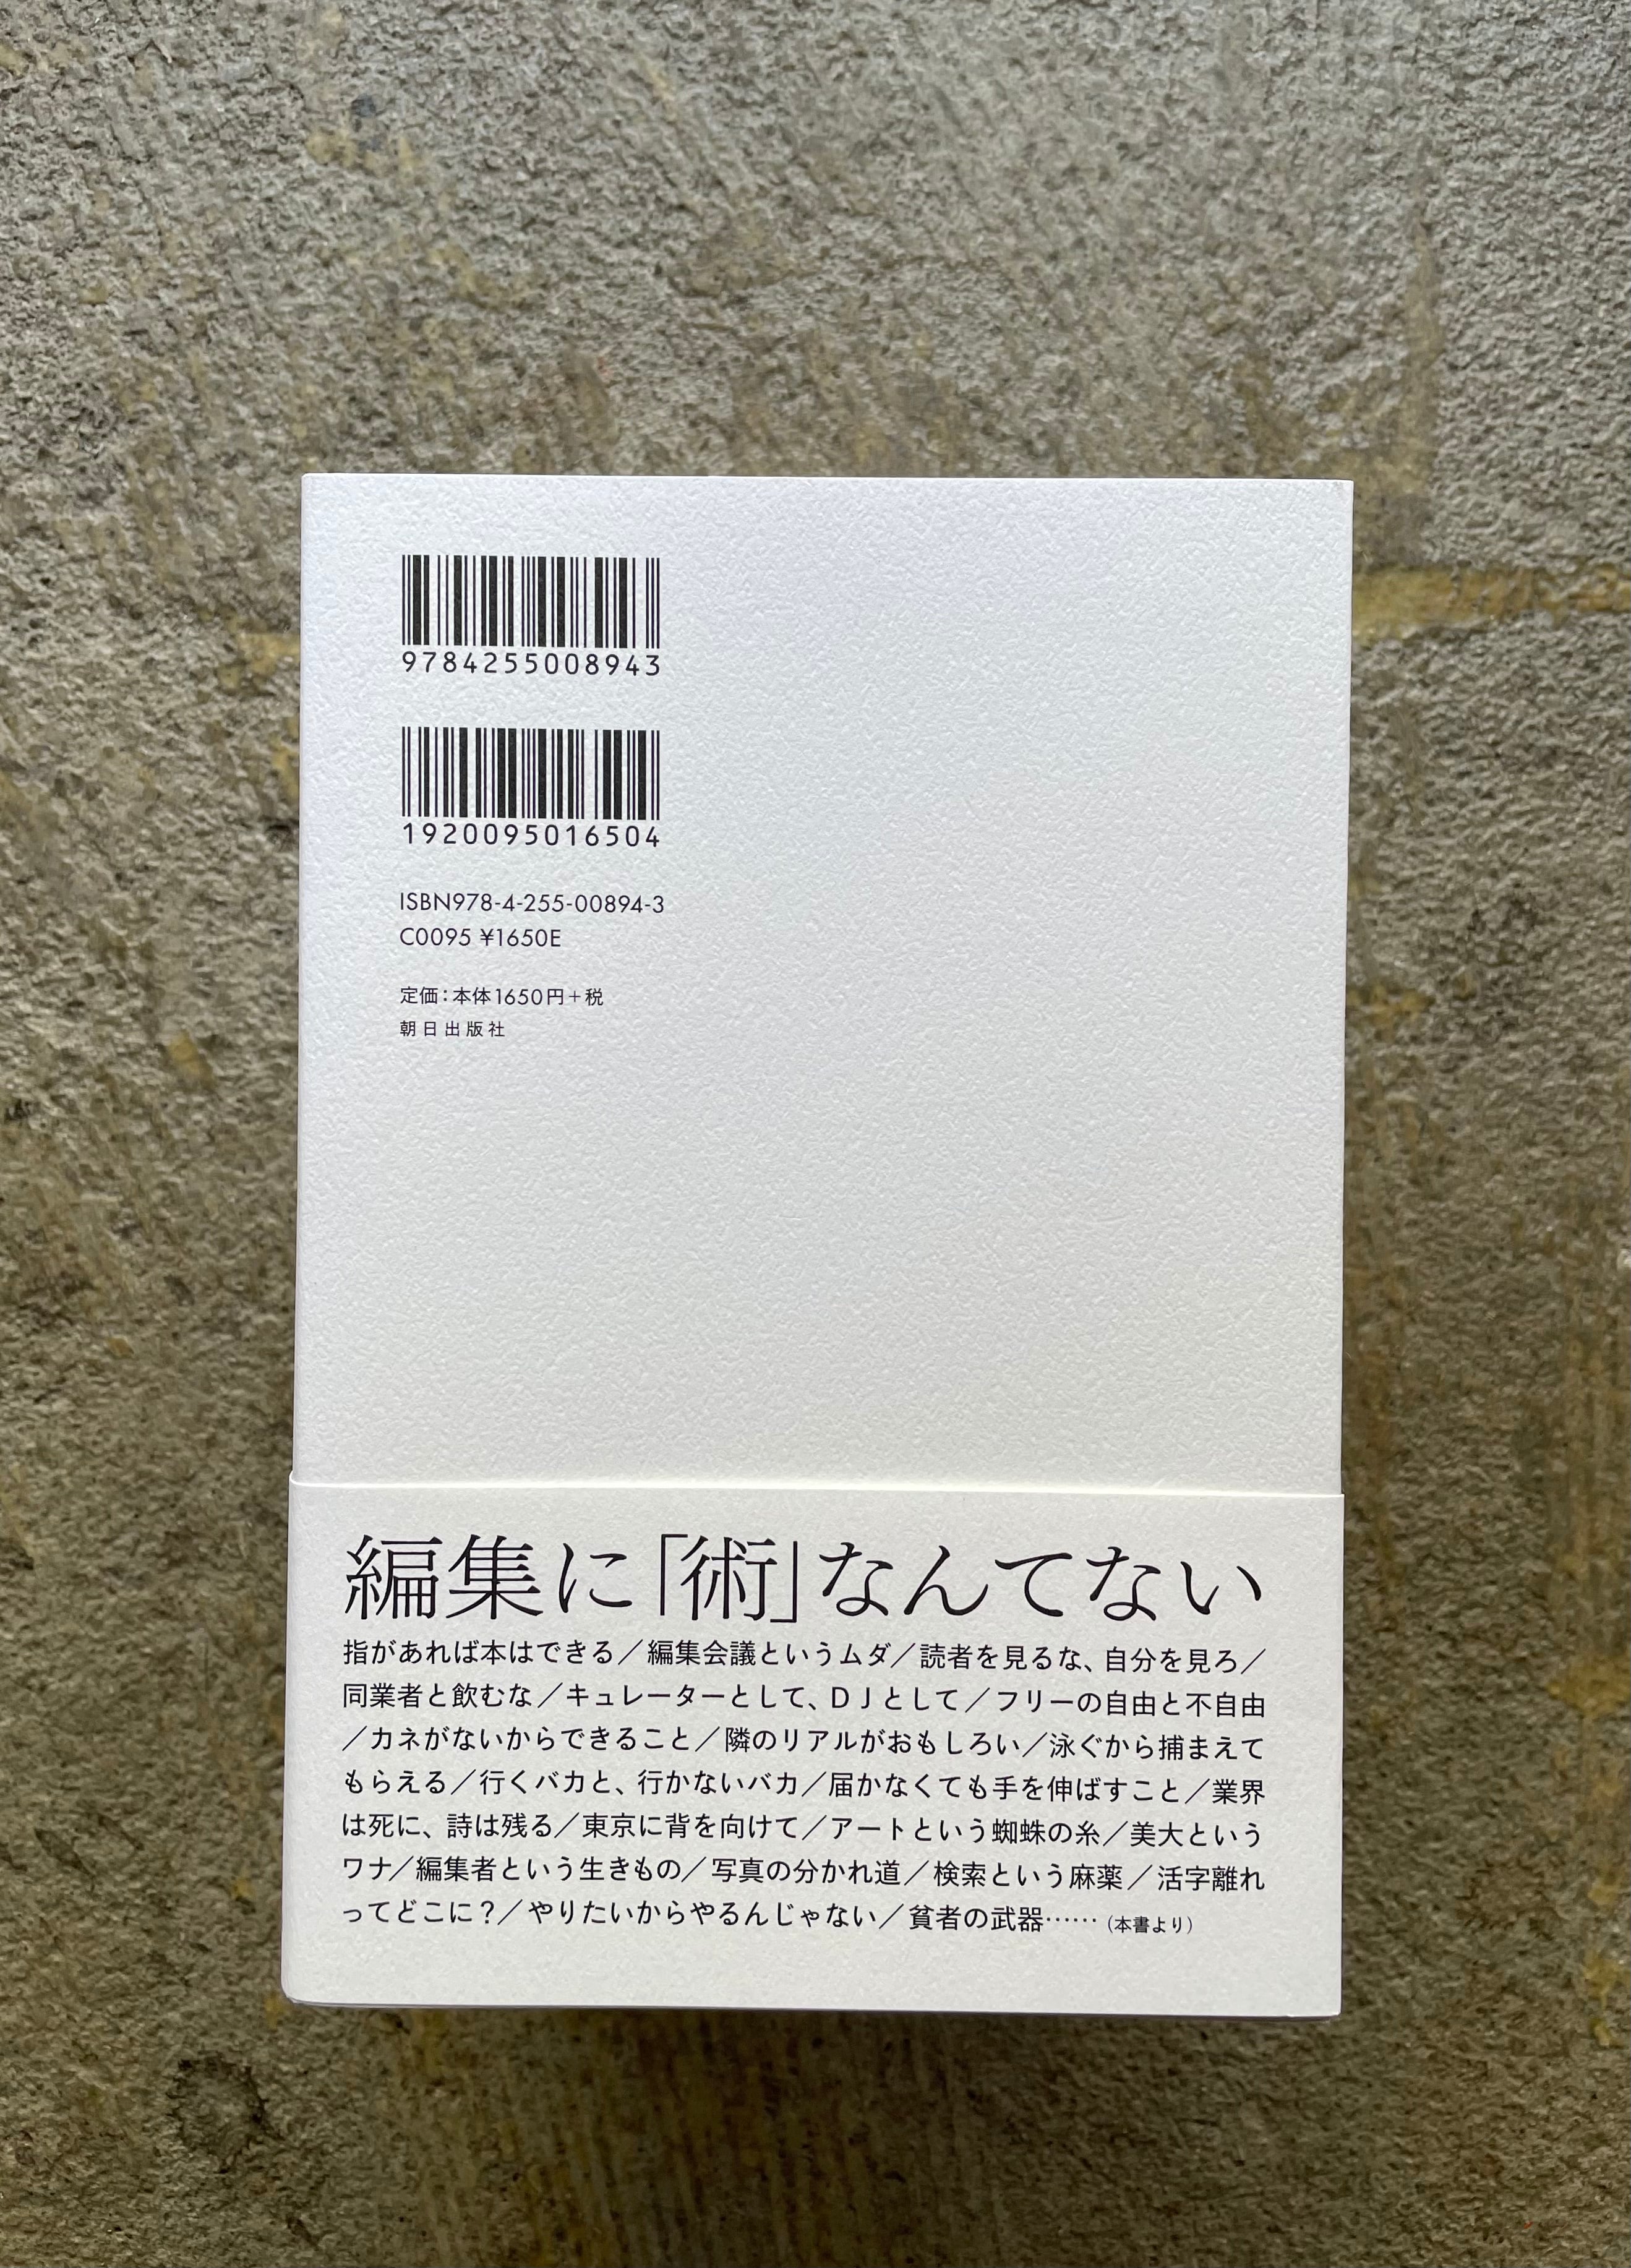 9784255008943
1920095016504
ISBN978-4-255-00894-3
C0095 ¥1650E
定価：本体1650円＋税
朝日出版社
編集に「術」なんてない
指があれば本はできる／編集会議というムダ／読者を見るな、自分を見ろ／
同業者と飲むな／キュレーターとして、ＤＪとして／フリーの自由と不自由
／カネがないからできること／隣のリアルがおもしろい／泳ぐから捕まえて
もらえる／行くバカと、行かないバカ／届かなくても手を伸ばすこと／業界
は死に、詩は残る／東京に背を向けて／アートという蜘蛛の糸／美大という
ワナ／編集者という生きもの／写真の分かれ道／検索という麻薬／活字離れ
ってどこに？／やりたいからやるんじゃない／貧者の武器……（本書より）